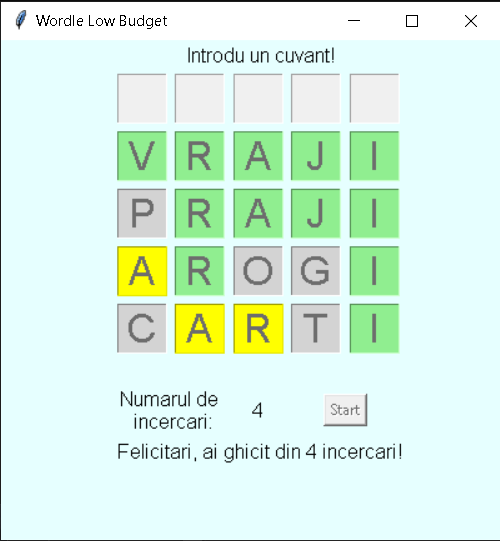 Wordle Low Budget
Introdu un cuvant!
V R A J I
P R A J I
A R O G I
C A R T I
Numarul de
incercari:
4
Start
Felicitari, ai ghicit din 4 incercari!